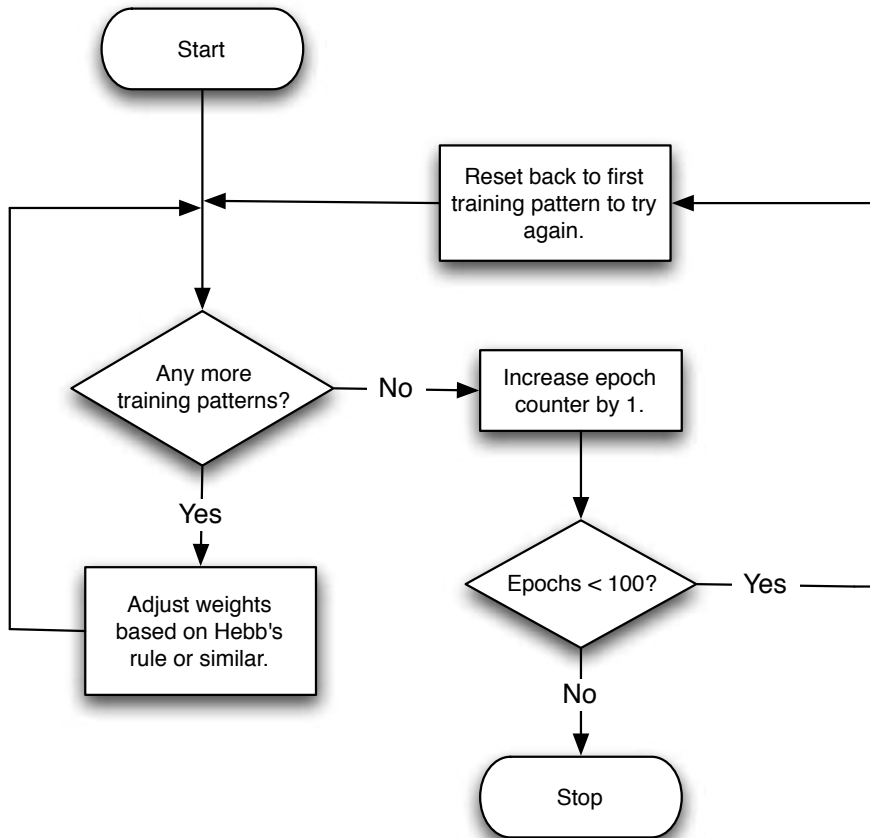 Start
Reset back to first
training pattern to try
again.
Any more
training patterns?
No
Increase epoch
counter by 1.
Yes
Epochs < 100?
Yes
Adjust weights
based on Hebb's
rule or similar.
No
Stop